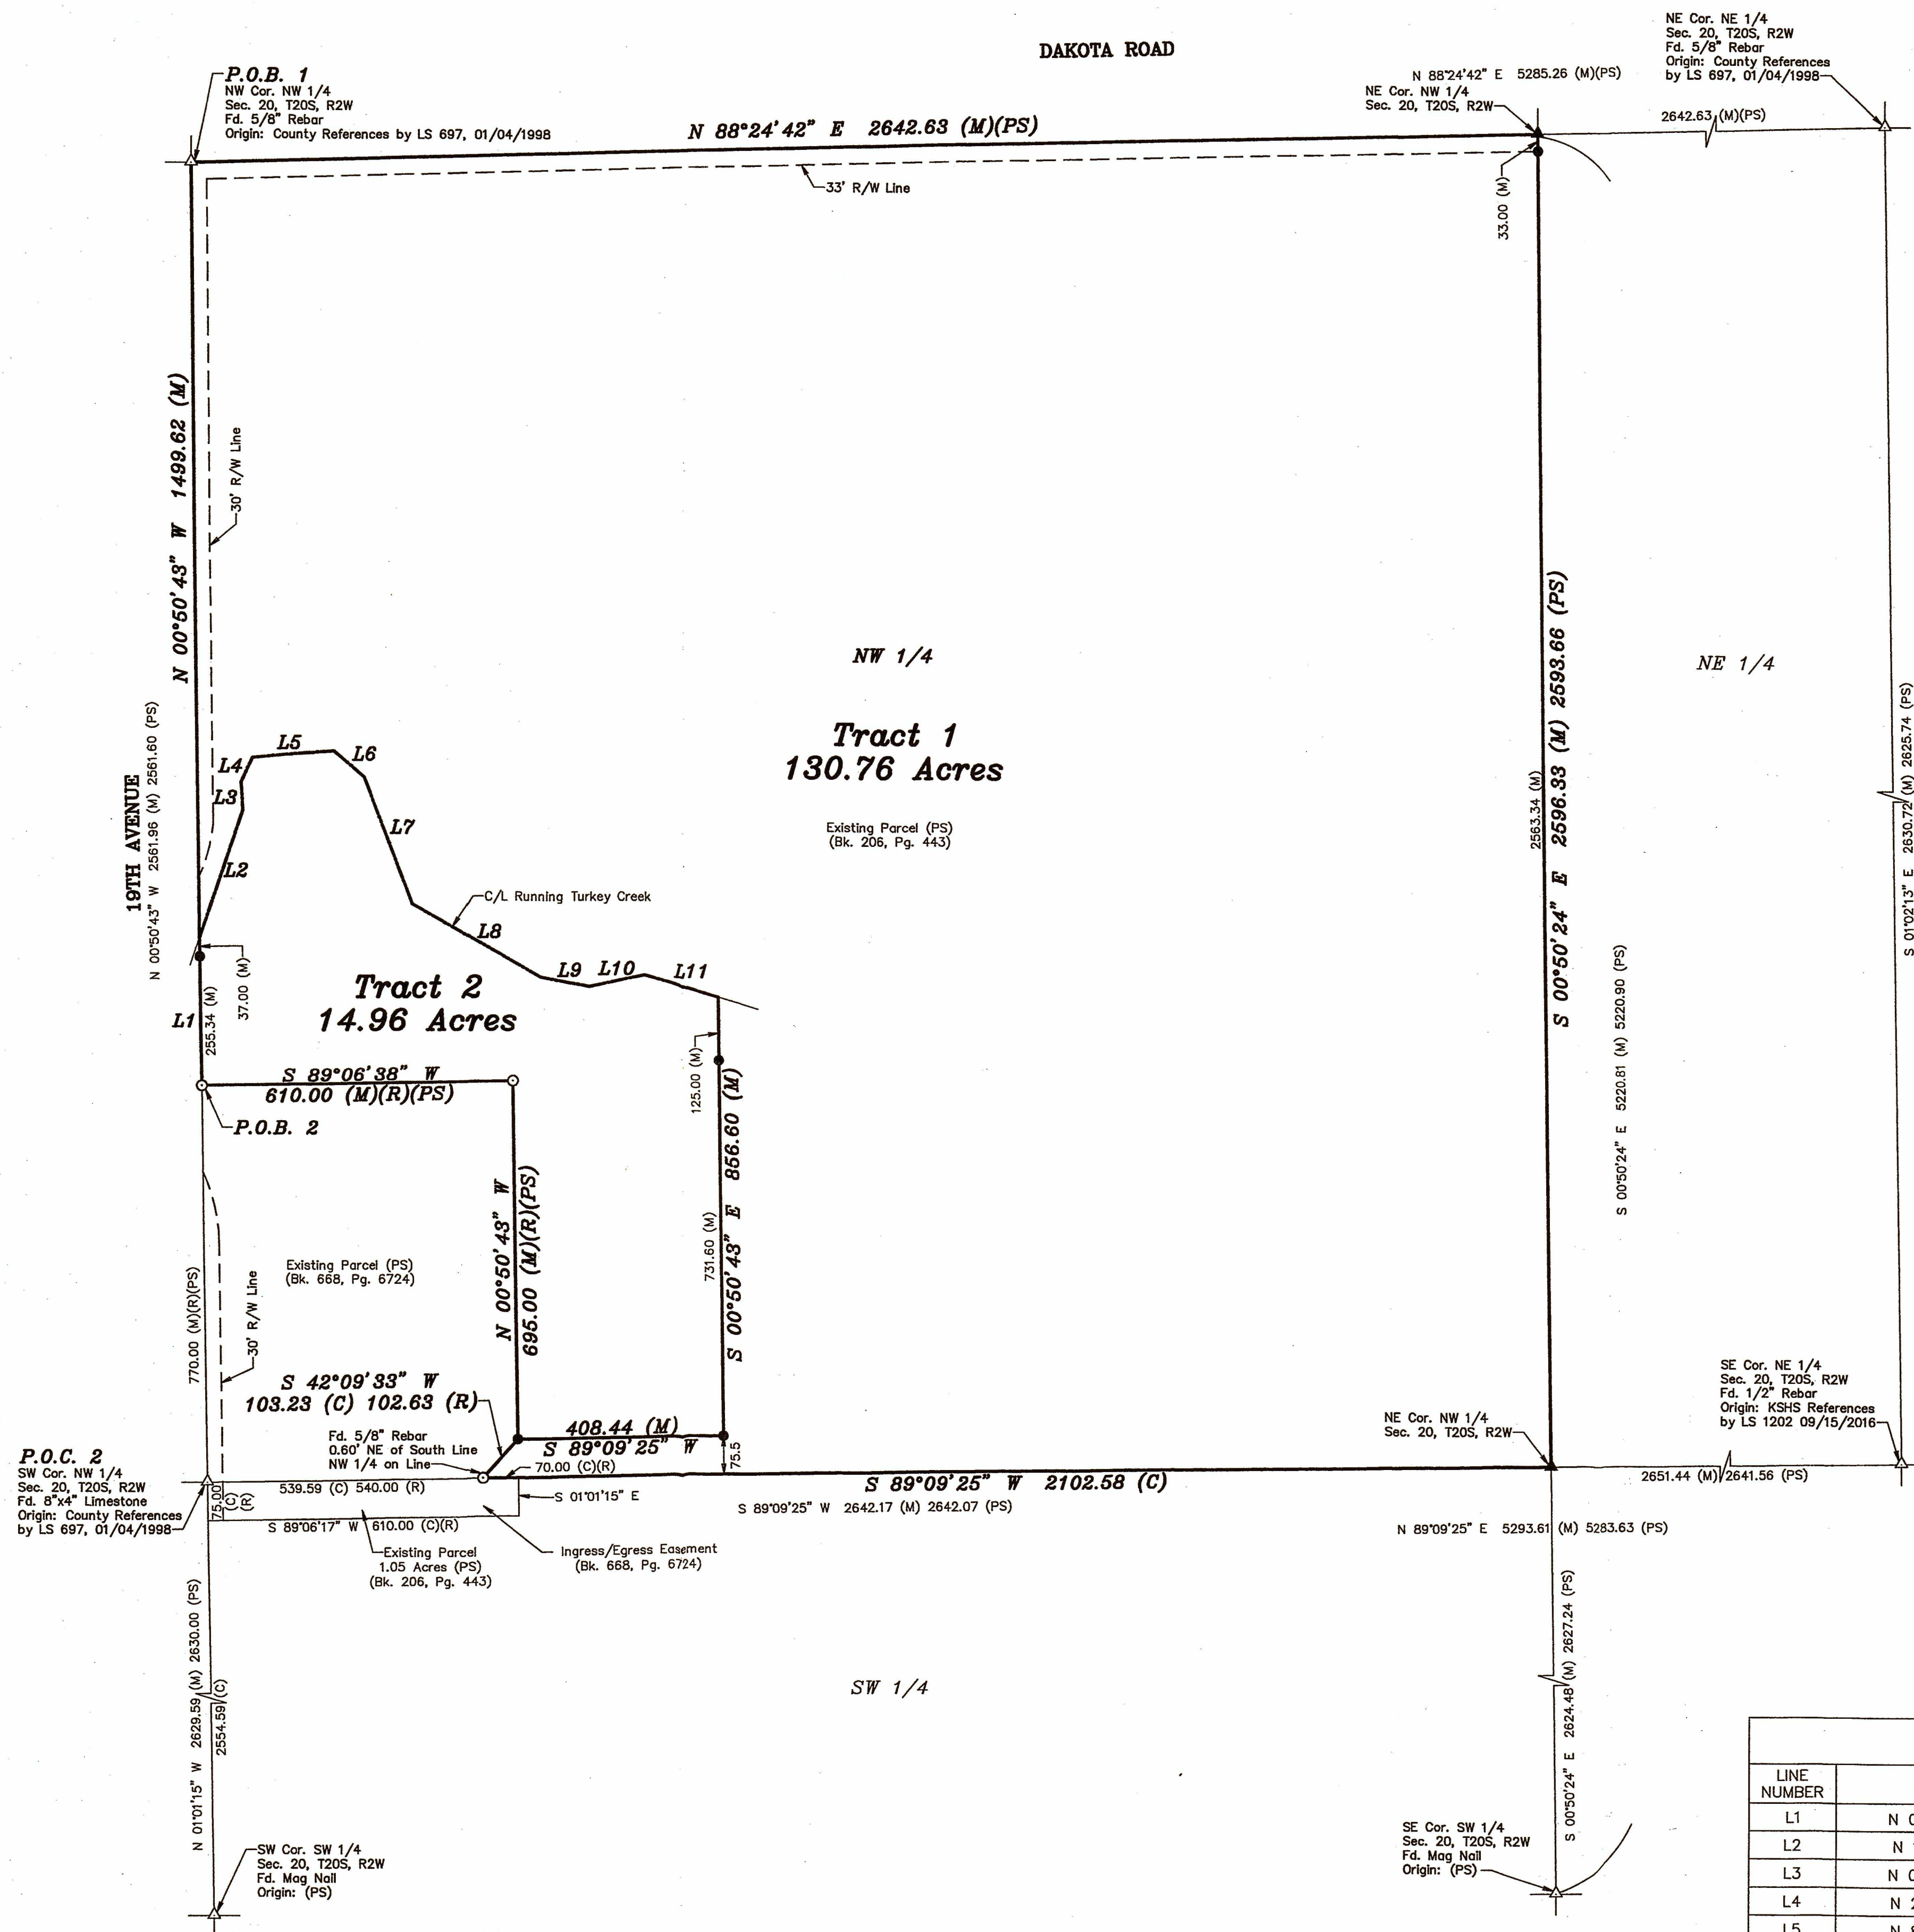 DAKOTA ROAD
NE Cor. NE 1/4
Sec. 20, T20S, R2W
Fd. 5/8" Rebar
Origin: County References
by LS 697, 01/04/1998
P.O.B. 1
NW Cor. NW 1/4
Sec. 20, T20S, R2W
Fd. 5/8" Rebar
Origin: County References by LS 697, 01/04/1998
N 88°24'42" E 5285.26 (M)(PS)
NE Cor. NW 1/4
Sec. 20, T20S, R2W
N 88°24'42" E 2642.63 (M)(PS)
2642.63 (M)(PS)
33' R/W Line
33.00 (M)
N 00°50'43" W 1499.62 (M)
30' R/W Line
NW 1/4
NE 1/4
Tract 1
130.76 Acres
Existing Parcel (PS)
(Bk. 206, Pg. 443)
S 00°50'24" E 2596.33 (M) 2593.66 (PS)
2563.34 (M)
S 00°50'24" E 5220.81 (M) 5220.90 (PS)
S 01°02'13" E 2630.72 (M) 2625.74 (PS)
19TH AVENUE
N 00°50'43" W 2561.96 (M) 2561.60 (PS)
L5
L6
L4
L3
L7
L2
C/L Running Turkey Creek
L8
L9
L10
L11
Tract 2
14.96 Acres
37.00 (M)
L1
255.34 (M)
125.00 (M)
S 89°06'38" W
610.00 (M)(R)(PS)
P.O.B. 2
S 00°50'43" E 856.60 (M)
731.60 (M)
N 00°50'43" W
695.00 (M)(R)(PS)
Existing Parcel (PS)
(Bk. 668, Pg. 6724)
770.00 (M)(R)(PS)
30' R/W Line
S 42°09'33" W
103.23 (C) 102.63 (R)
Fd. 5/8" Rebar
0.60' NE of South Line
NW 1/4 on Line
408.44 (M)
S 89°09'25" W
75.5
70.00 (C)(R)
NE Cor. NW 1/4
Sec. 20, T20S, R2W
SE Cor. NE 1/4
Sec. 20, T20S, R2W
Fd. 1/2" Rebar
Origin: KSHS References
by LS 1202 09/15/2016
P.O.C. 2
SW Cor. NW 1/4
Sec. 20, T20S, R2W
Fd. 8"x4" Limestone
Origin: County References
by LS 697, 01/04/1998
75.00
(C)
(R)
539.59 (C) 540.00 (R)
S 01°01'15" E
S 89°09'25" W 2102.58 (C)
S 89°09'25" W 2642.17 (M) 2642.07 (PS)
2651.44 (M) 2641.56 (PS)
S 89°06'17" W 610.00 (C)(R)
N 89°09'25" E 5293.61 (M) 5283.63 (PS)
Existing Parcel
1.05 Acres (PS)
(Bk. 206, Pg. 443)
Ingress/Egress Easement
(Bk. 668, Pg. 6724)
N 01°01'15" W 2629.59 (M) 2630.00 (PS)
2554.59 (C)
SW 1/4
S 00°50'24" E 2624.48 (M) 2627.24 (PS)
SW Cor. SW 1/4
Sec. 20, T20S, R2W
Fd. Mag Nail
Origin: (PS)
SE Cor. SW 1/4
Sec. 20, T20S, R2W
Fd. Mag Nail
Origin: (PS)
LINE
NUMBER
L1 N 0
L2 N
L3 N 0
L4 N 2
L5 N